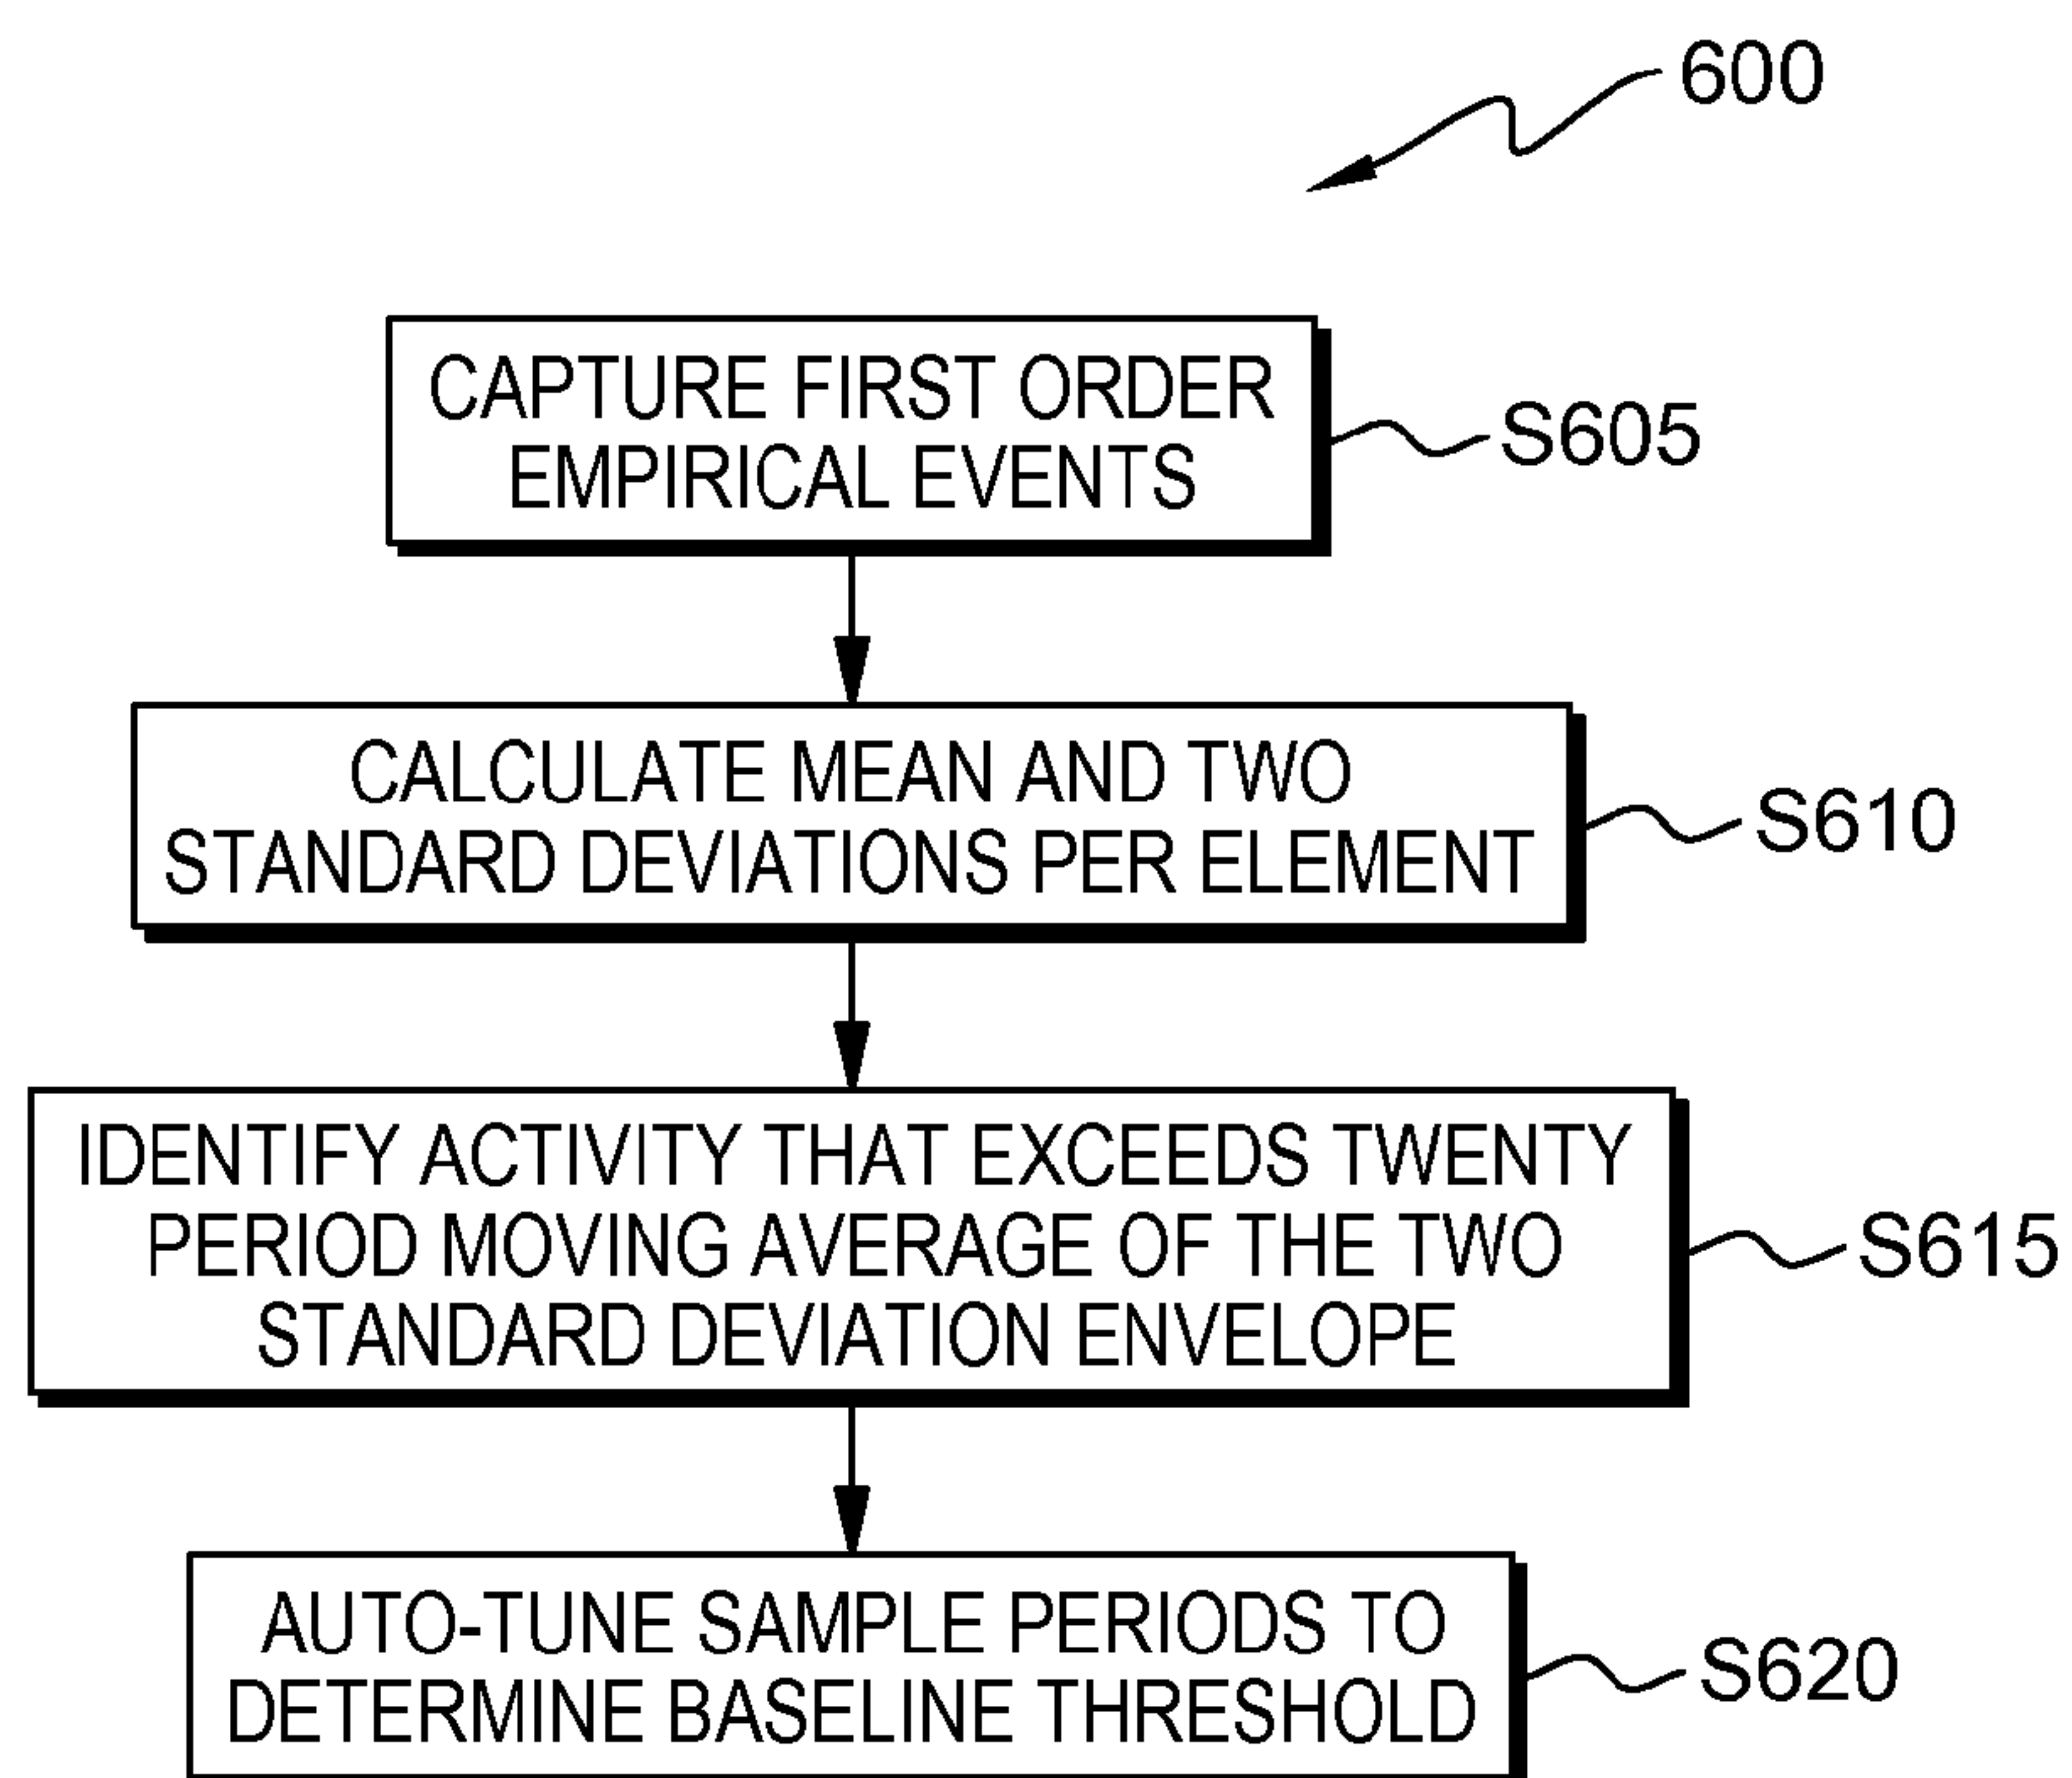 600
CAPTURE FIRST ORDER
EMPIRICAL EVENTS
S605
CALCULATE MEAN AND TWO
STANDARD DEVIATIONS PER ELEMENT
S610
IDENTIFY ACTIVITY THAT EXCEEDS TWENTY
PERIOD MOVING AVERAGE OF THE TWO
STANDARD DEVIATION ENVELOPE
S615
AUTO-TUNE SAMPLE PERIODS TO
DETERMINE BASELINE THRESHOLD
S620